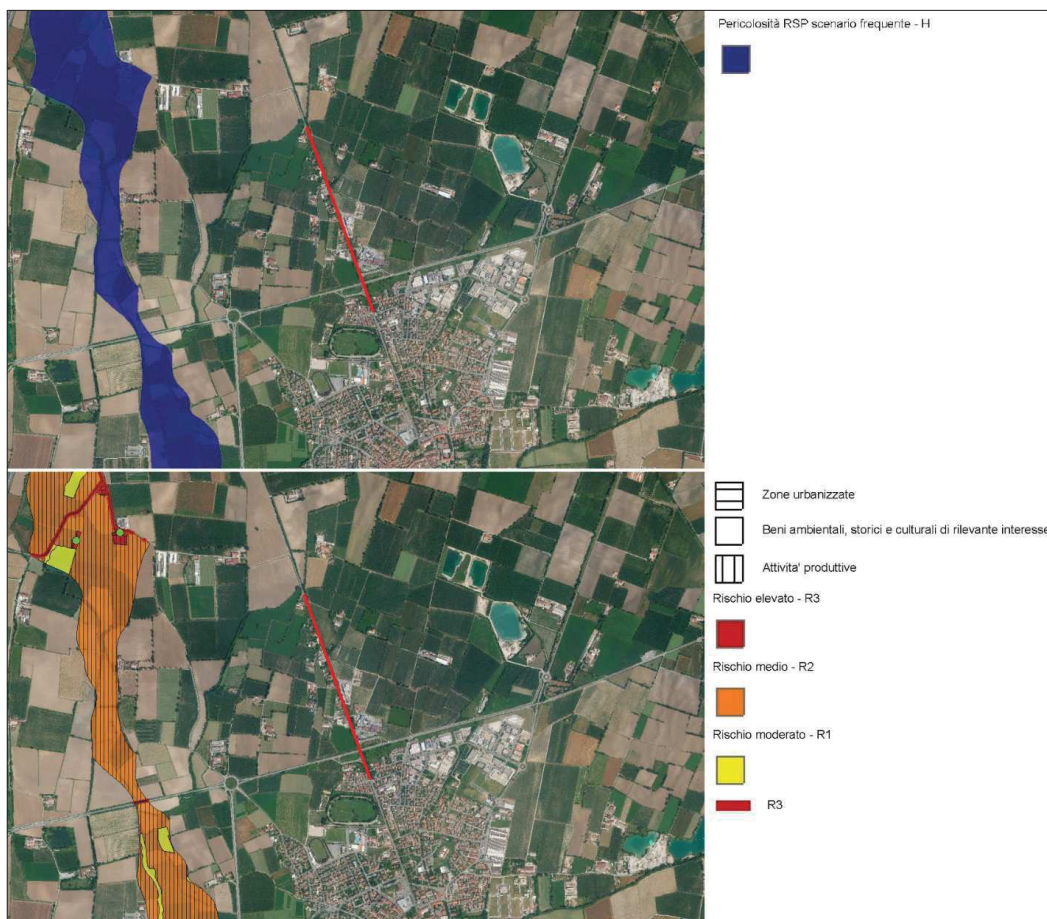 Pericolosità RSP scenario frequente - H
Zone urbanizzate
Beni ambientali, storici e culturali di rilevante interesse
Attivita' produttive
Rischio elevato - R3
Rischio medio - R2
Rischio moderato - R1
R3